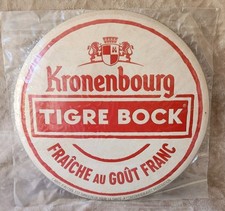 Kronenbourg
TIGRE BOCK
FRAÎCHE AU GOÛT FRANC